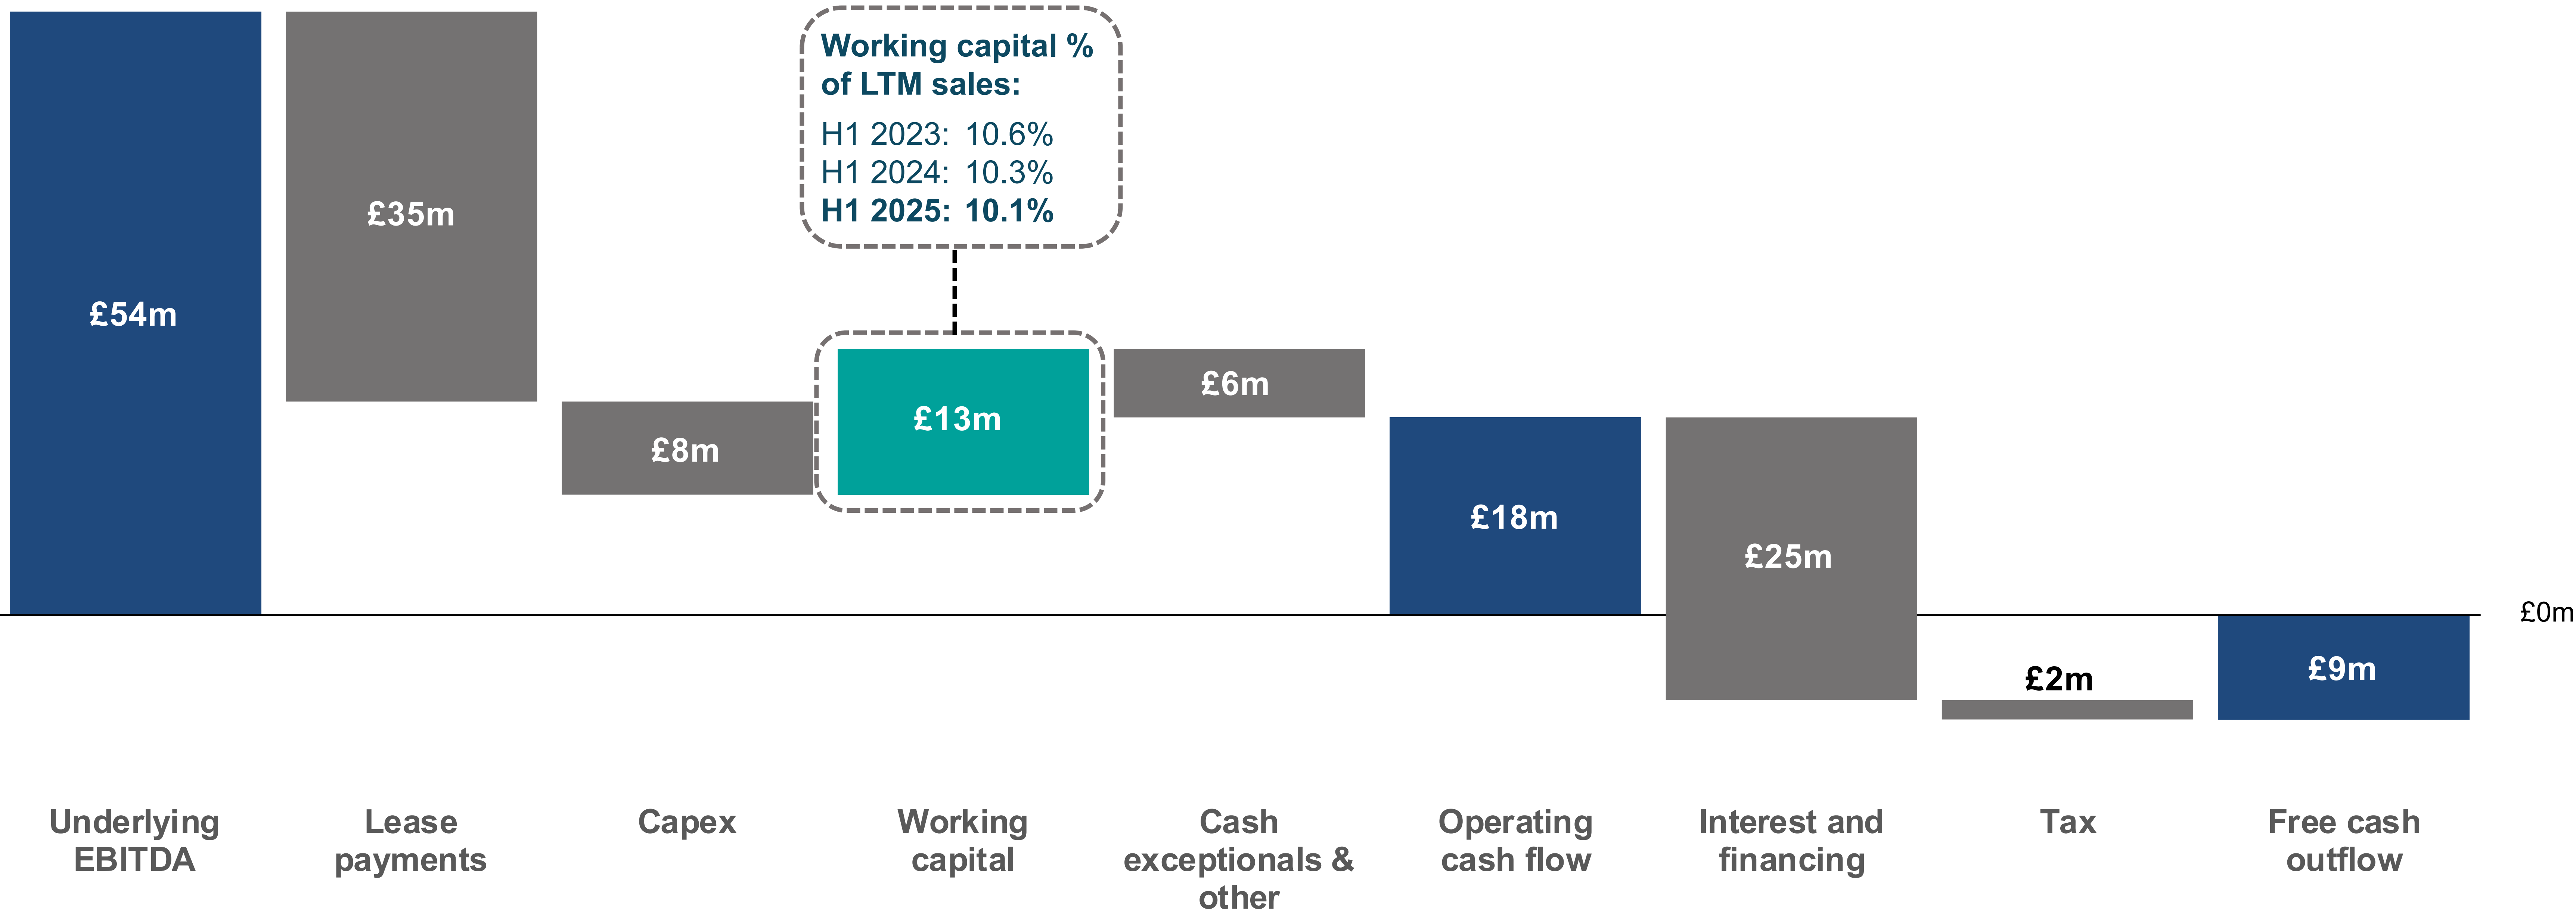 Working capital %
of LTM sales:
H1 2023: 10.6%
H1 2024: 10.3%
H1 2025: 10.1%
£54m
£35m
£8m
£13m
£6m
£18m
£25m
£2m
£9m
£0m
Underlying
EBITDA
Lease
payments
Capex
Working
capital
Cash
exceptionals &
other
Operating
cash flow
Interest and
financing
Tax
Free cash
outflow